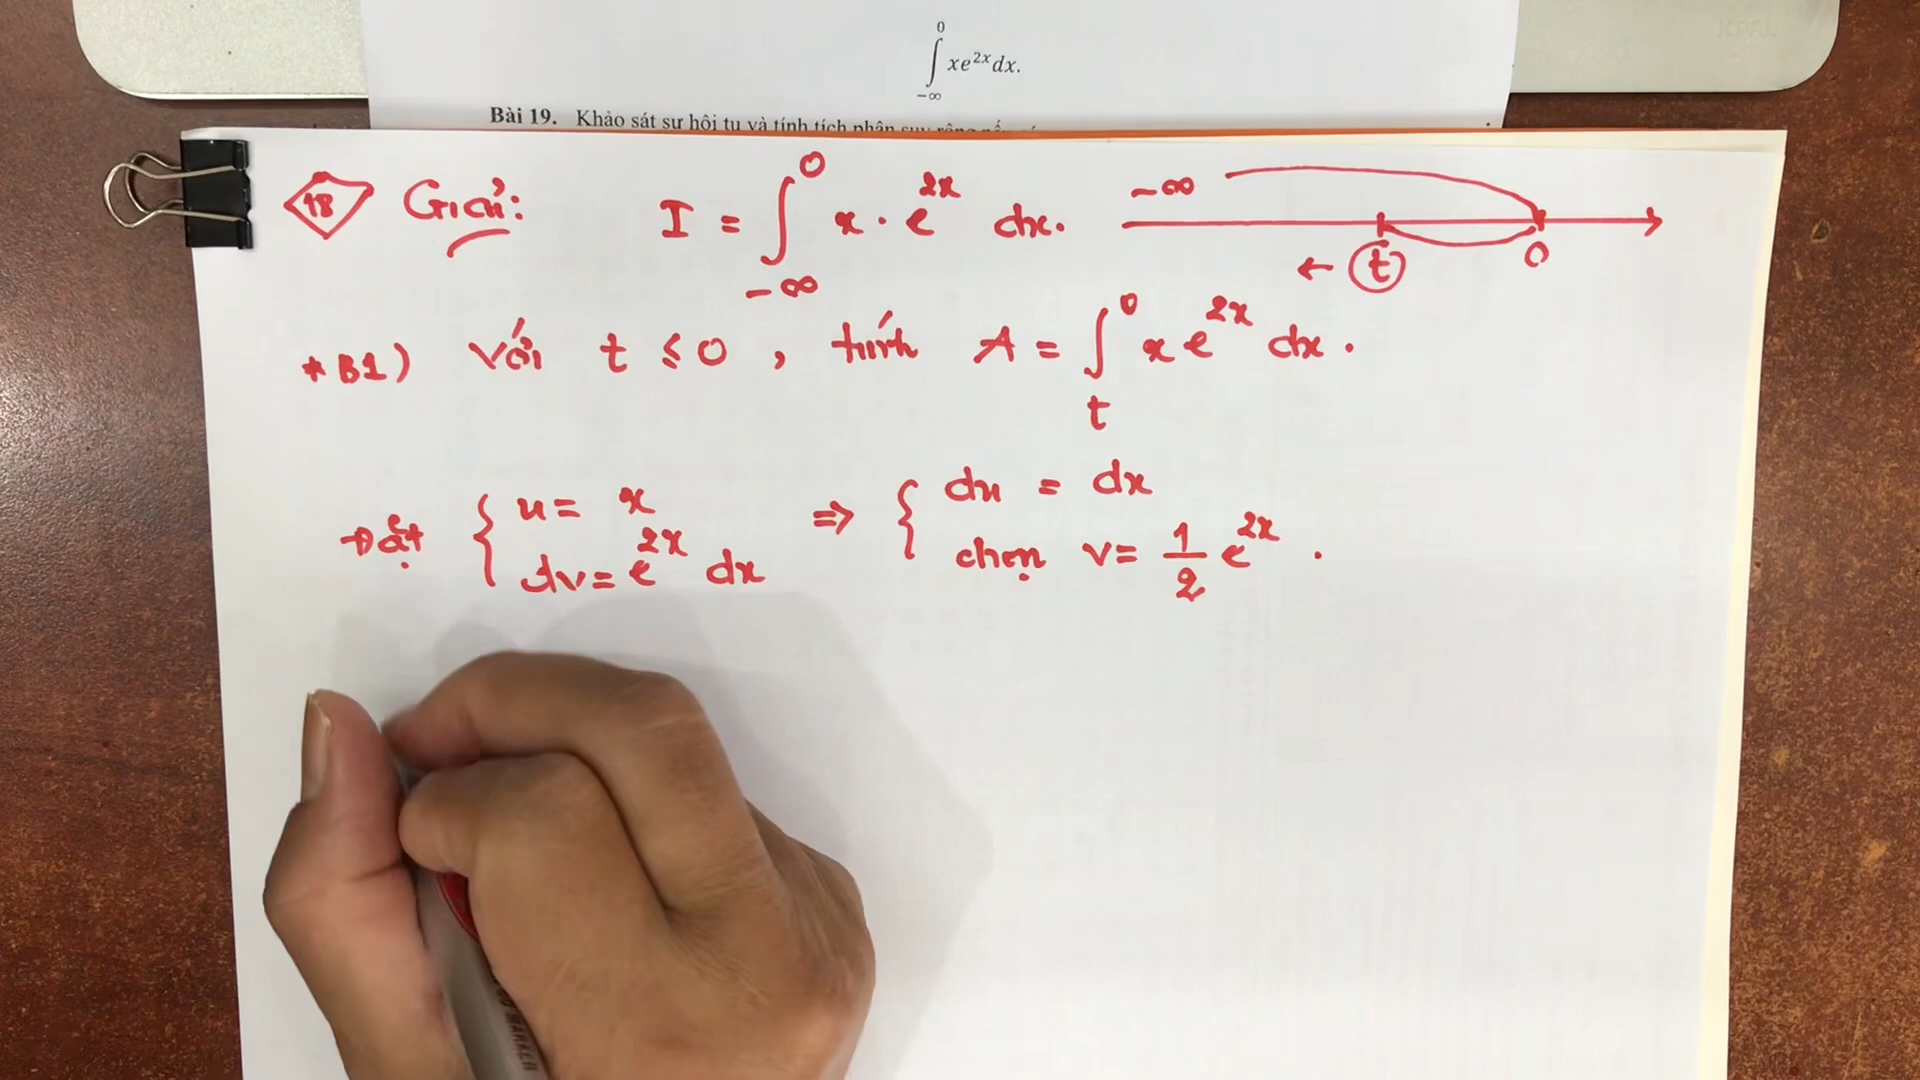 ∫_{-∞}^{0} xe^{2x}dx.
Bài 19. Khảo sát sự hội tụ và tính tích phân suy rộng
18 Giải: I = ∫_{-∞}^{0} x · e^{2x} dx. -∞ ← t 0
* B1) Với t ≤ 0, tính A = ∫_{t}^{0} x e^{2x} dx.
Đặt { u = x ; dv = e^{2x} dx ⇒ { du = dx ; chọn v = 1/2 e^{2x}.
MARKER